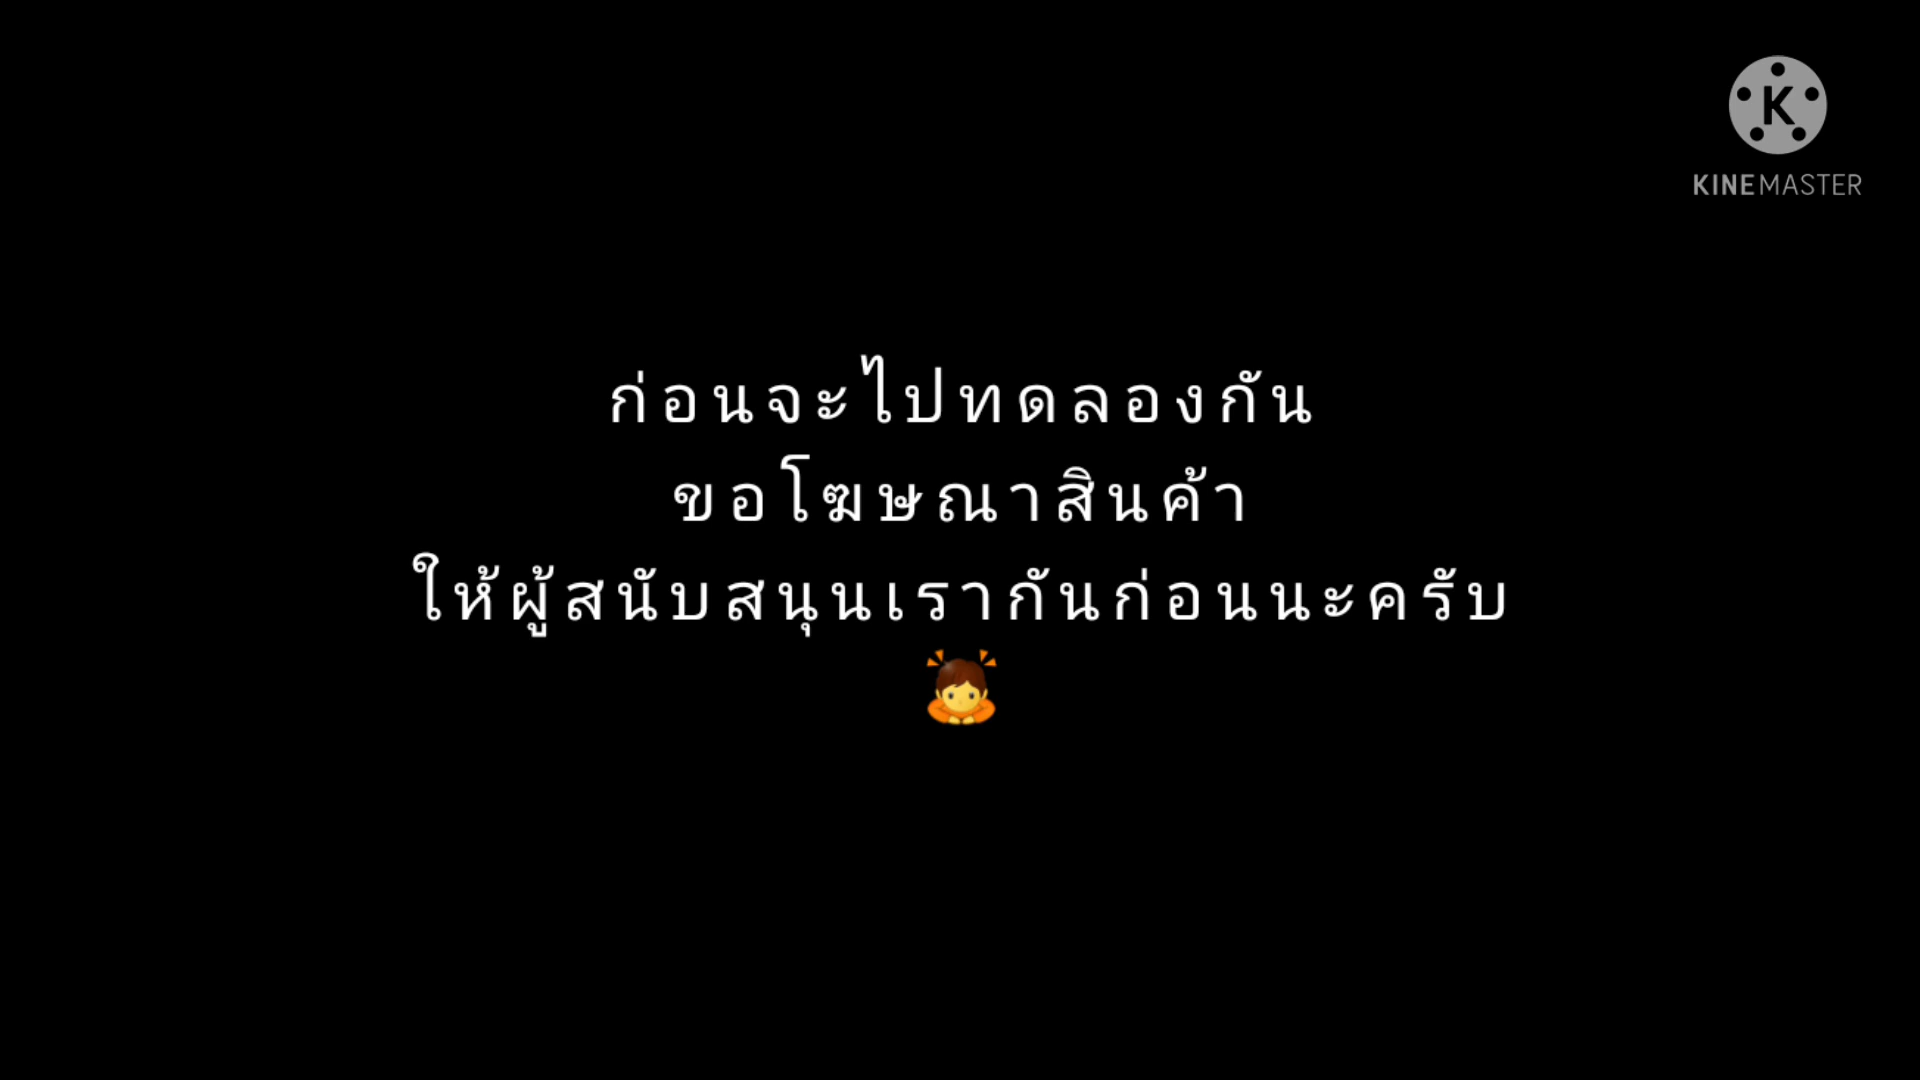 K
KINEMASTER
ก่อนจะไปทดลองกัน
ขอโฆษณาสินค้า
ให้ผู้สนับสนุนเรากันก่อนนะครับ
🙇